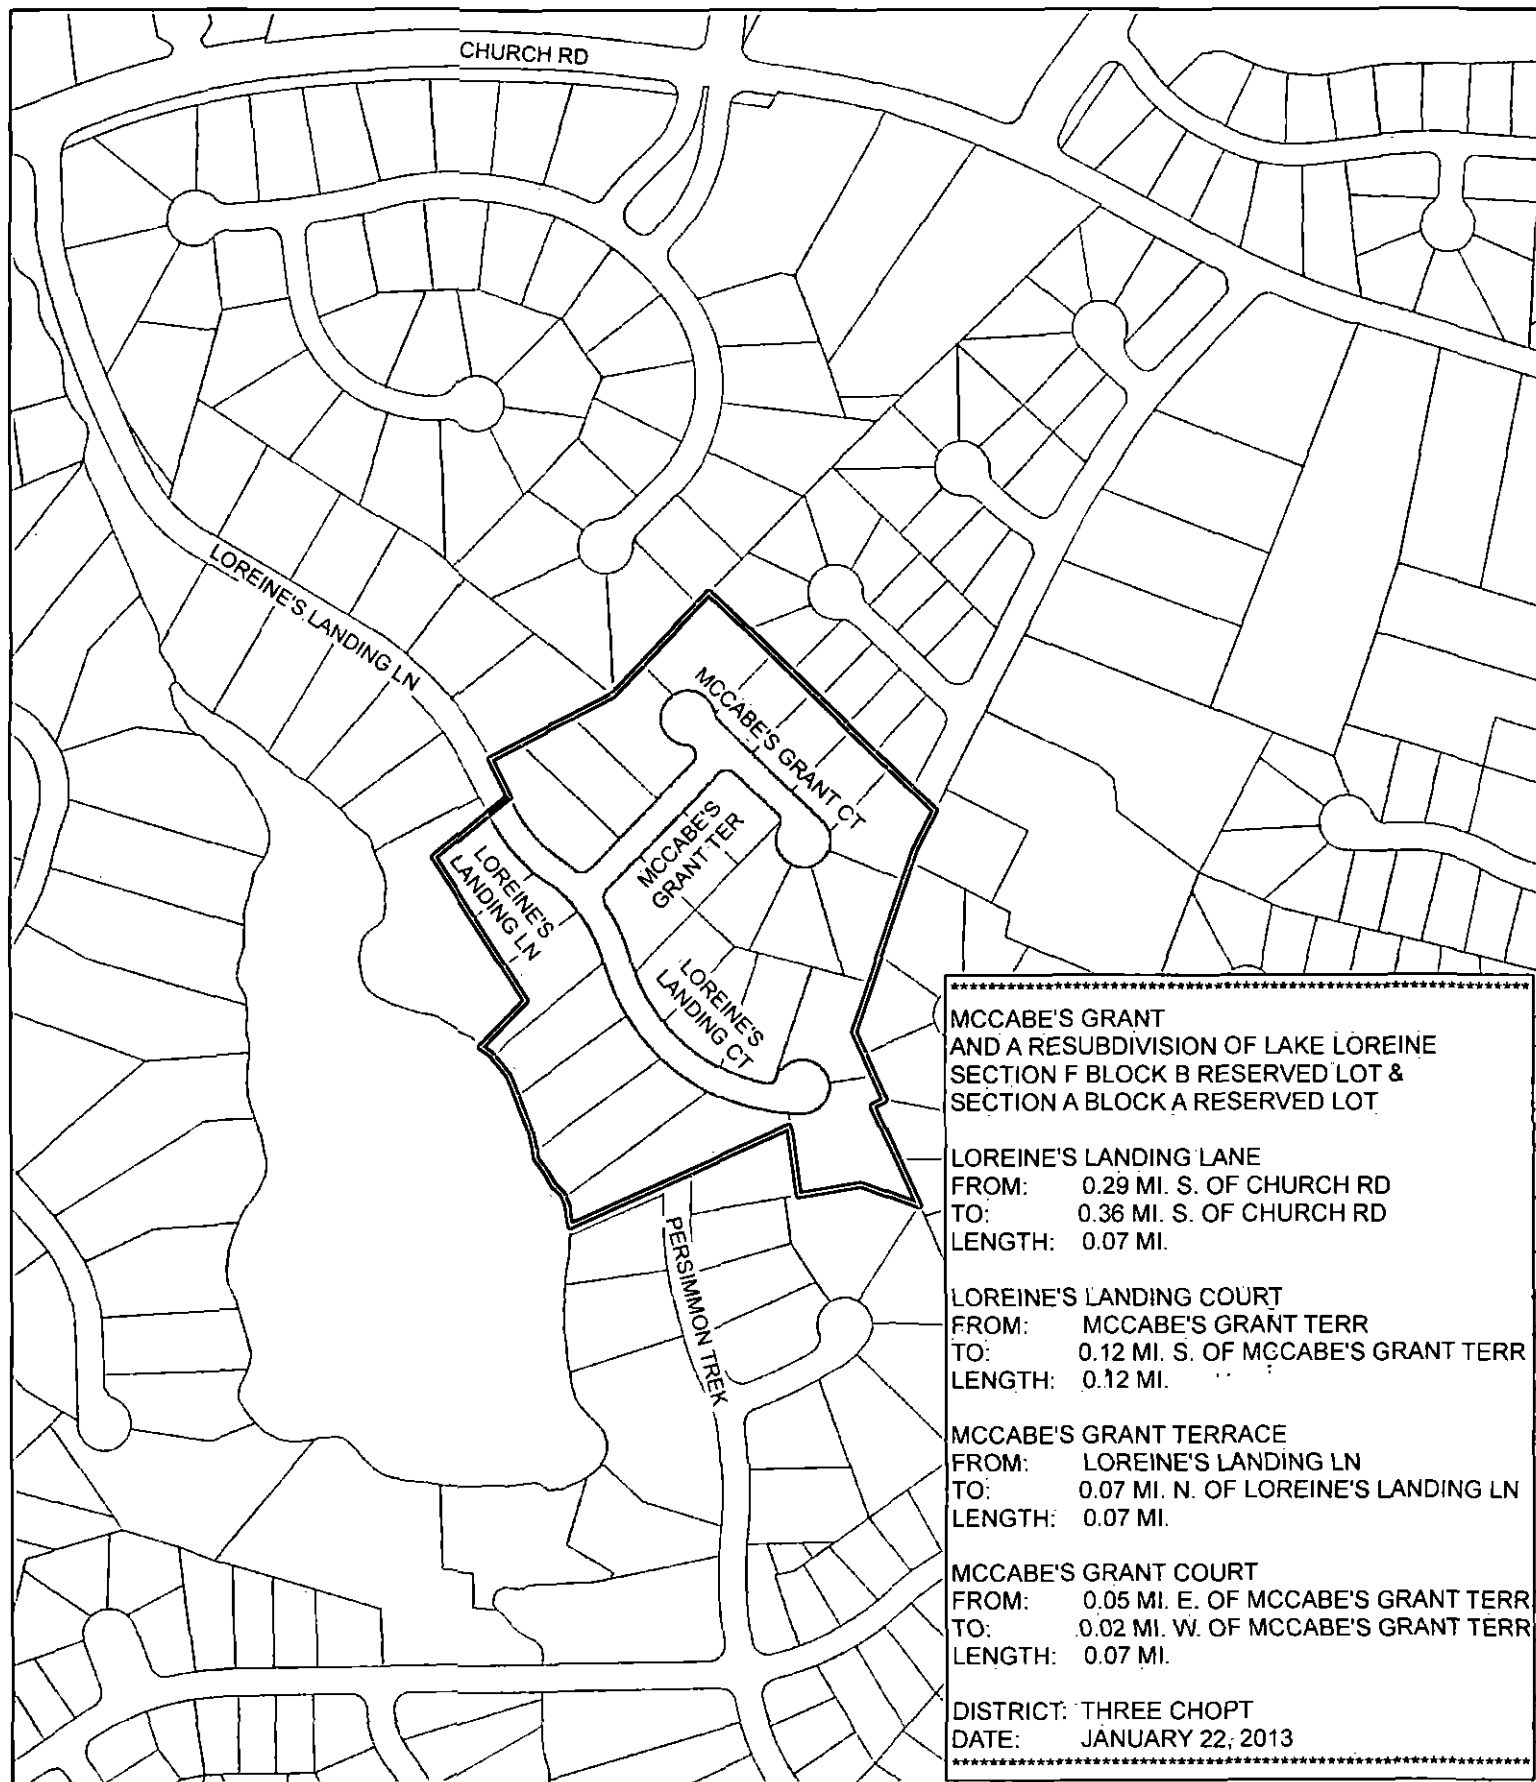 CHURCH RD
LOREINE'S LANDING LN
MCCABE'S GRANT CT
MCCABE'S
GRANT TER
LOREINE'S
LANDING LN
LOREINE'S
LANDING CT
PERSIMMON TREK
MCCABE'S GRANT
AND A RESUBDIVISION OF LAKE LOREINE
SECTION F BLOCK B RESERVED LOT &
SECTION A BLOCK A RESERVED LOT
LOREINE'S LANDING LANE
FROM: 0.29 MI. S. OF CHURCH RD
TO: 0.36 MI. S. OF CHURCH RD
LENGTH: 0.07 MI.
LOREINE'S LANDING COURT
FROM: MCCABE'S GRANT TERR
TO: 0.12 MI. S. OF MCCABE'S GRANT TERR
LENGTH: 0.12 MI.
MCCABE'S GRANT TERRACE
FROM: LOREINE'S LANDING LN
TO: 0.07 MI. N. OF LOREINE'S LANDING LN
LENGTH: 0.07 MI.
MCCABE'S GRANT COURT
FROM: 0.05 MI. E. OF MCCABE'S GRANT TERR
TO: 0.02 MI. W. OF MCCABE'S GRANT TERR
LENGTH: 0.07 MI.
DISTRICT: THREE CHOPT
DATE: JANUARY 22, 2013